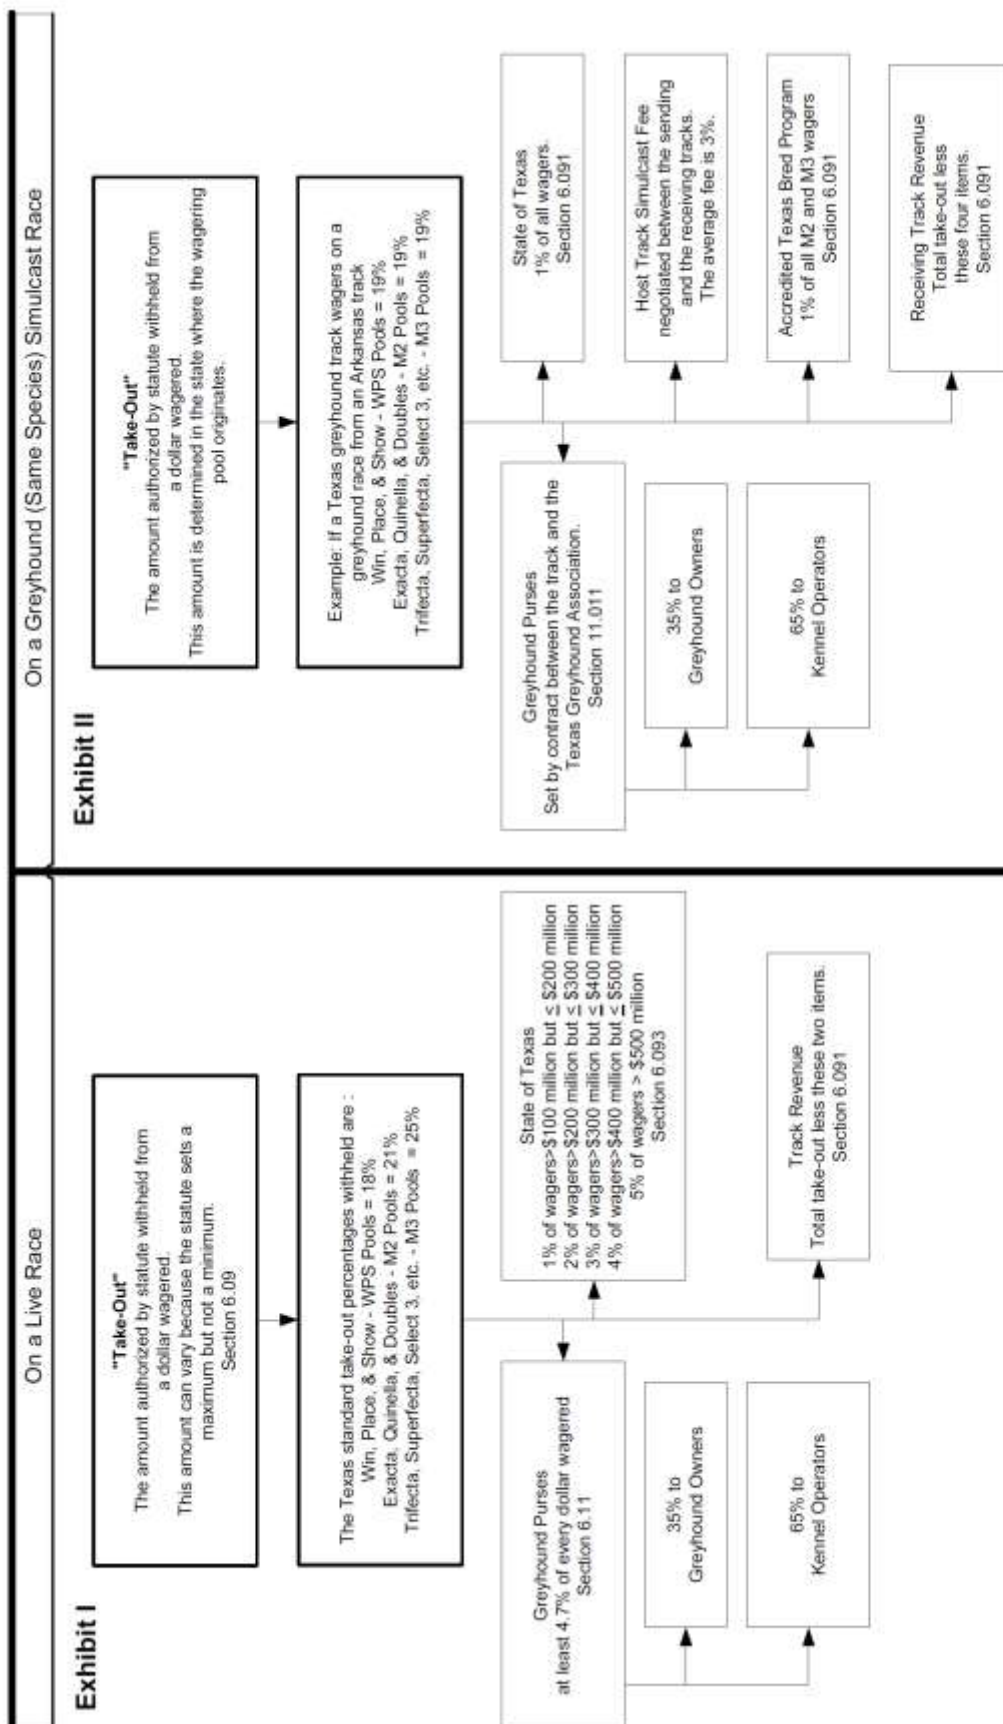 On a Live Race
Exhibit I
"Take-Out"
The amount authorized by statute withheld from
a dollar wagered.
This amount can vary because the statute sets a
maximum but not a minimum.
Section 6.09
The Texas standard take-out percentages withheld are :
Win, Place, & Show - WPS Pools = 18%
Exacta, Quinella, & Doubles - M2 Pools = 21%
Trifecta, Superfecta, Select 3, etc. - M3 Pools = 25%
Greyhound Purses
at least 4.7% of every dollar wagered
Section 6.11
35% to
Greyhound Owners
65% to
Kennel Operators
State of Texas
1% of wagers>$100 million but ≤ $200 million
2% of wagers>$200 million but ≤ $300 million
3% of wagers>$300 million but ≤ $400 million
4% of wagers>$400 million but ≤ $500 million
5% of wagers > $500 million
Section 6.093
Track Revenue
Total take-out less these two items.
Section 6.091
On a Greyhound (Same Species) Simulcast Race
Exhibit II
"Take-Out"
The amount authorized by statute withheld from
a dollar wagered.
This amount is determined in the state where the wagering
pool originates.
Example: If a Texas greyhound track wagers on a
greyhound race from an Arkansas track
Win, Place, & Show - WPS Pools = 19%
Exacta, Quinella, & Doubles - M2 Pools = 19%
Trifecta, Superfecta, Select 3, etc. - M3 Pools = 19%
Greyhound Purses
Set by contract between the track and the
Texas Greyhound Association.
Section 11.011
35% to
Greyhound Owners
65% to
Kennel Operators
State of Texas
1% of all wagers.
Section 6.091
Host Track Simulcast Fee
negotiated between the sending
and the receiving tracks.
The average fee is 3%.
Accredited Texas Bred Program
1% of all M2 and M3 wagers
Section 6.091
Receiving Track Revenue
Total take-out less
these four items.
Section 6.091